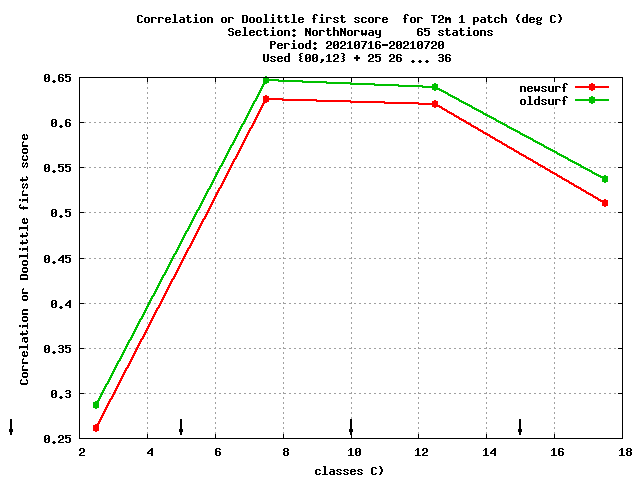 Correlation or Doolittle first score  for T2m 1 patch (deg C)
Selection: NorthNorway     65 stations
Period: 20210716-20210720
Used {00,12} + 25 26 ... 36
newsurf
oldsurf
Correlation or Doolittle first score
0.65
0.6
0.55
0.5
0.45
0.4
0.35
0.3
0.25
2 4 6 8 10 12 14 16 18
classes C)